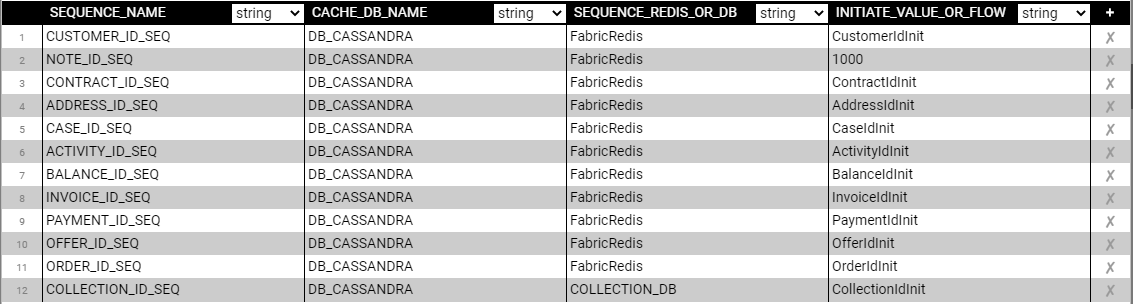 SEQUENCE_NAME string CACHE_DB_NAME string SEQUENCE_REDIS_OR_DB string INITIATE_VALUE_OR_FLOW string +
1 CUSTOMER_ID_SEQ DB_CASSANDRA FabricRedis CustomerIdInit ✗
2 NOTE_ID_SEQ DB_CASSANDRA FabricRedis 1000 ✗
3 CONTRACT_ID_SEQ DB_CASSANDRA FabricRedis ContractIdInit ✗
4 ADDRESS_ID_SEQ DB_CASSANDRA FabricRedis AddressIdInit ✗
5 CASE_ID_SEQ DB_CASSANDRA FabricRedis CaseIdInit ✗
6 ACTIVITY_ID_SEQ DB_CASSANDRA FabricRedis ActivityIdInit ✗
7 BALANCE_ID_SEQ DB_CASSANDRA FabricRedis BalanceIdInit ✗
8 INVOICE_ID_SEQ DB_CASSANDRA FabricRedis InvoiceIdInit ✗
9 PAYMENT_ID_SEQ DB_CASSANDRA FabricRedis PaymentIdInit ✗
10 OFFER_ID_SEQ DB_CASSANDRA FabricRedis OfferIdInit ✗
11 ORDER_ID_SEQ DB_CASSANDRA FabricRedis OrderIdInit ✗
12 COLLECTION_ID_SEQ DB_CASSANDRA COLLECTION_DB CollectionIdInit ✗